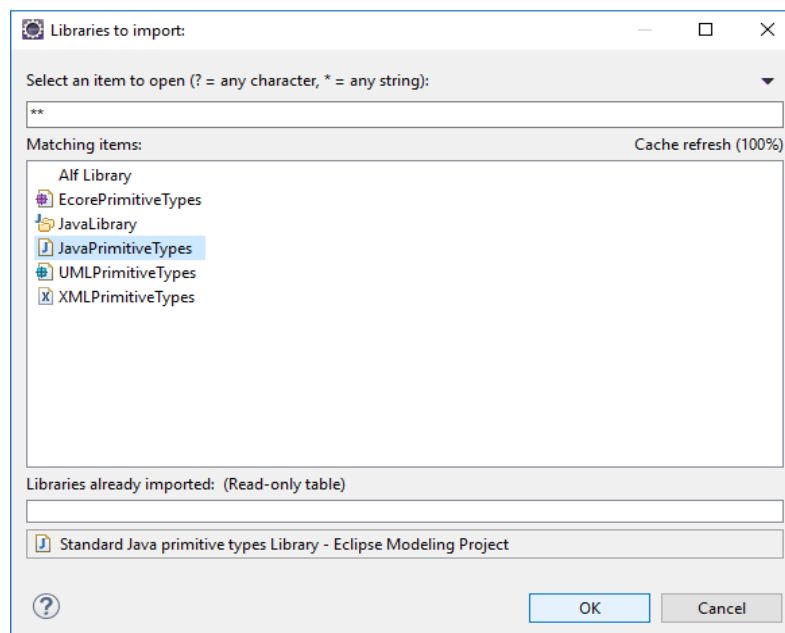 Libraries to import:
Select an item to open (? = any character, * = any string):
**
Matching items: Cache refresh (100%)
Alf Library
EcorePrimitiveTypes
JavaLibrary
JavaPrimitiveTypes
UMLPrimitiveTypes
XMLPrimitiveTypes
Libraries already imported: (Read-only table)
Standard Java primitive types Library - Eclipse Modeling Project
OK Cancel